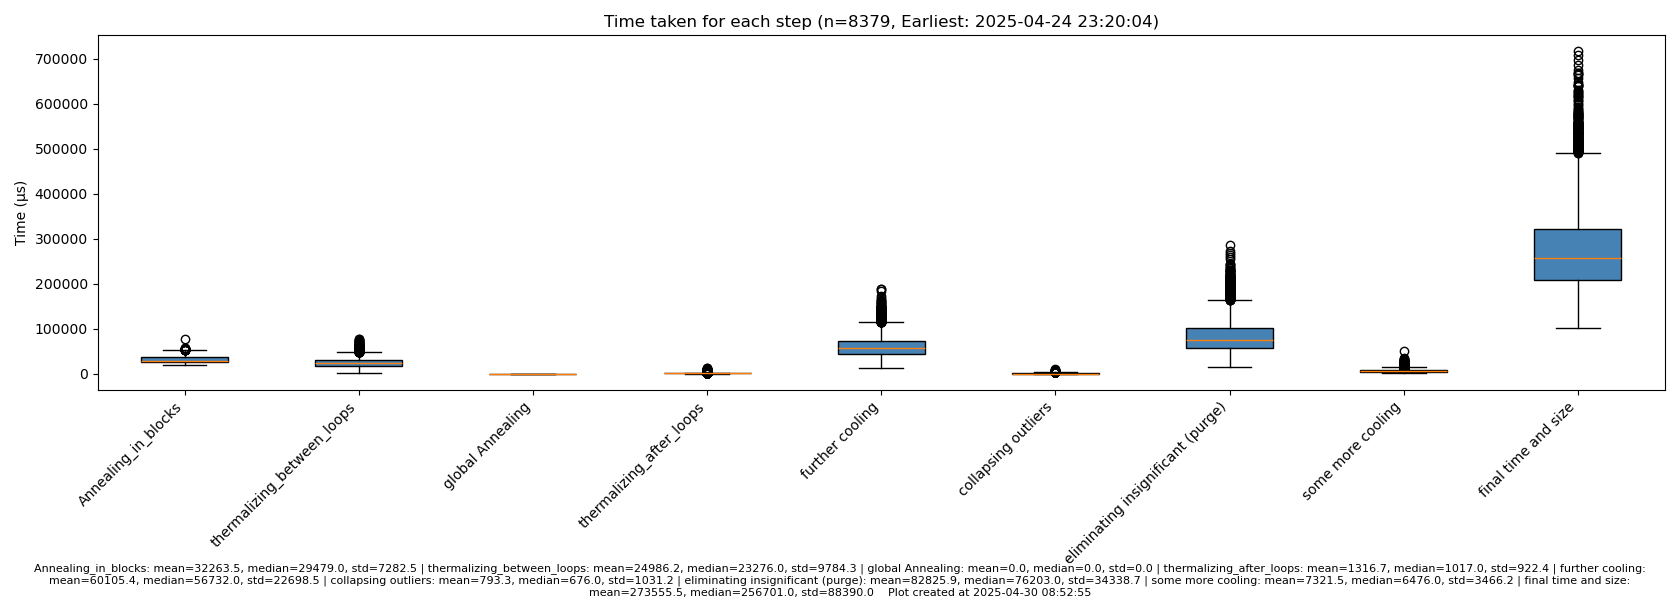 Time taken for each step (n=8379, Earliest: 2025-04-24 23:20:04)
Time (µs)
700000
600000
500000
400000
300000
200000
100000
0
Annealing_in_blocks
thermalizing_between_loops
global Annealing
thermalizing_after_loops
further cooling
collapsing outliers
eliminating insignificant (purge)
some more cooling
final time and size
Annealing_in_blocks: mean=32263.5, median=29479.0, std=7282.5 | thermalizing_between_loops: mean=24986.2, median=23276.0, std=9784.3 | global Annealing: mean=0.0, median=0.0, std=0.0 | thermalizing_after_loops: mean=1316.7, median=1017.0, std=922.4 | further cooling:
mean=60105.4, median=56732.0, std=22698.5 | collapsing outliers: mean=793.3, median=676.0, std=1031.2 | eliminating insignificant (purge): mean=82825.9, median=76203.0, std=34338.7 | some more cooling: mean=7321.5, median=6476.0, std=3466.2 | final time and size:
mean=273555.5, median=256701.0, std=88390.0    Plot created at 2025-04-30 08:52:55